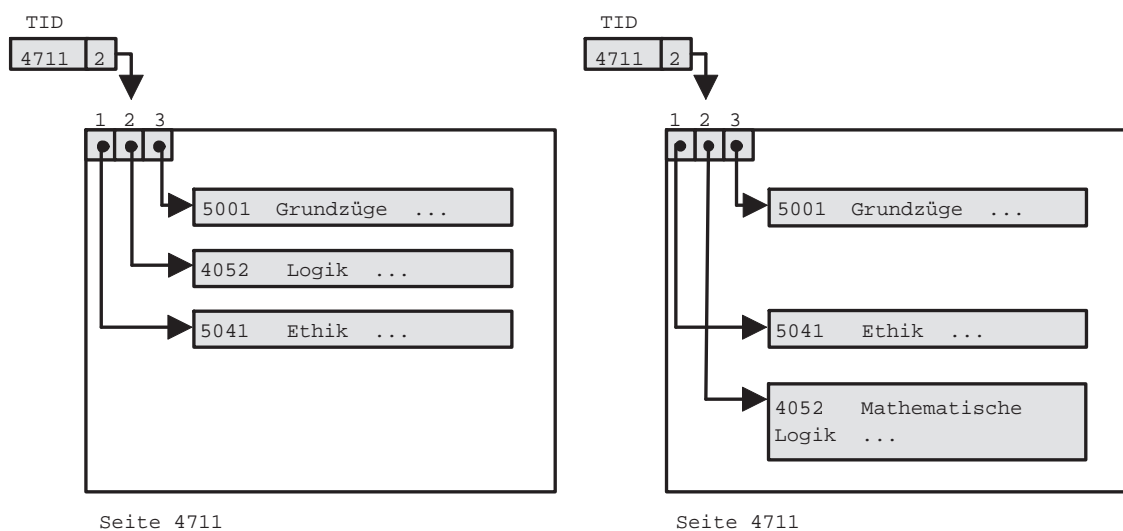 TID
4711 2
1 2 3
5001 Grundzüge ...
4052 Logik ...
5041 Ethik ...
Seite 4711
TID
4711 2
1 2 3
5001 Grundzüge ...
5041 Ethik ...
4052 Mathematische
Logik ...
Seite 4711